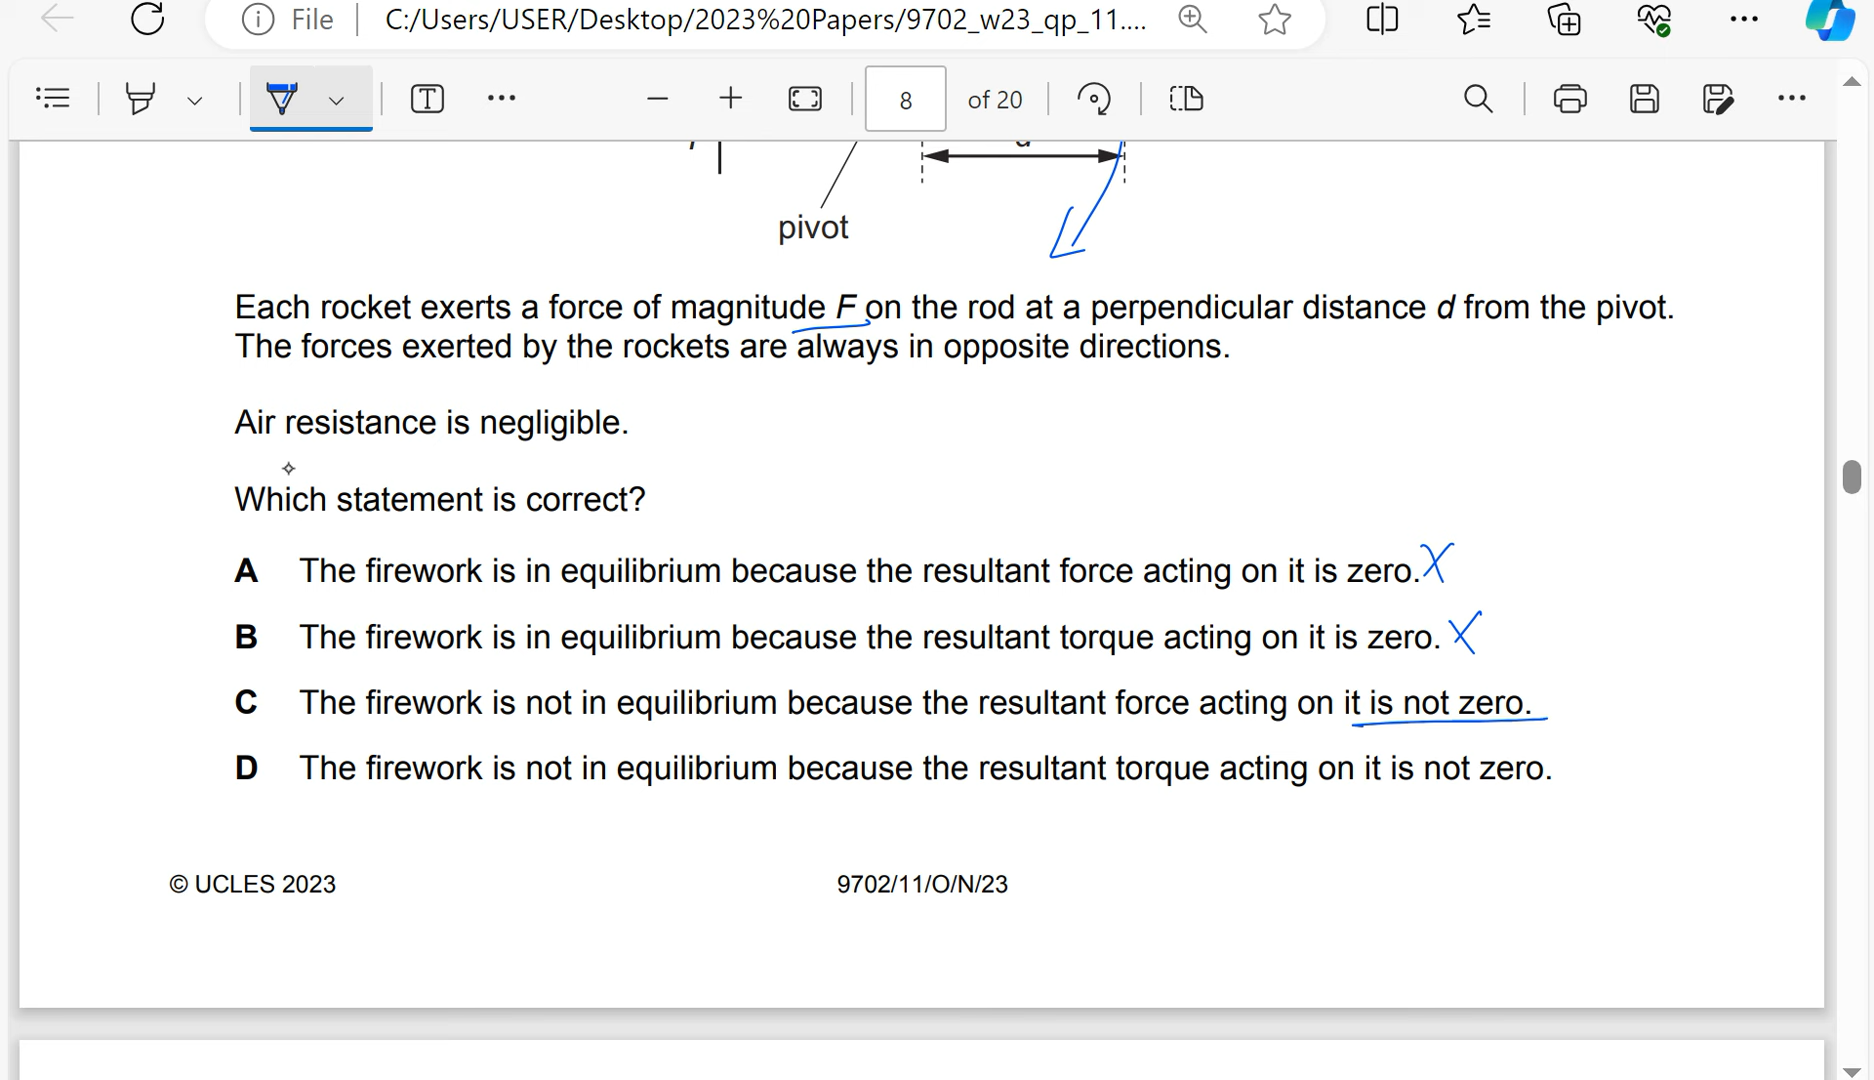 File
C:/Users/USER/Desktop/2023%20Papers/9702_w23_qp_11....
8 of 20
pivot
Each rocket exerts a force of magnitude F on the rod at a perpendicular distance d from the pivot.
The forces exerted by the rockets are always in opposite directions.
Air resistance is negligible.
Which statement is correct?
A The firework is in equilibrium because the resultant force acting on it is zero. X
B The firework is in equilibrium because the resultant torque acting on it is zero. X
C The firework is not in equilibrium because the resultant force acting on it is not zero.
D The firework is not in equilibrium because the resultant torque acting on it is not zero.
© UCLES 2023 9702/11/O/N/23